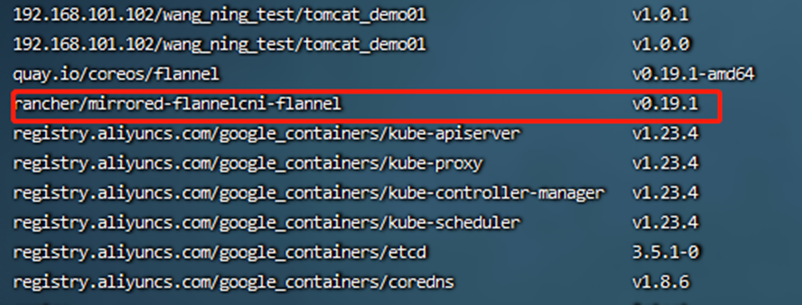 192.168.101.102/wang_ning_test/tomcat_demo01 v1.0.1
192.168.101.102/wang_ning_test/tomcat_demo01 v1.0.0
quay.io/coreos/flannel v0.19.1-amd64
rancher/mirrored-flannelcni-flannel v0.19.1
registry.aliyuncs.com/google_containers/kube-apiserver v1.23.4
registry.aliyuncs.com/google_containers/kube-proxy v1.23.4
registry.aliyuncs.com/google_containers/kube-controller-manager v1.23.4
registry.aliyuncs.com/google_containers/kube-scheduler v1.23.4
registry.aliyuncs.com/google_containers/etcd 3.5.1-0
registry.aliyuncs.com/google_containers/coredns v1.8.6